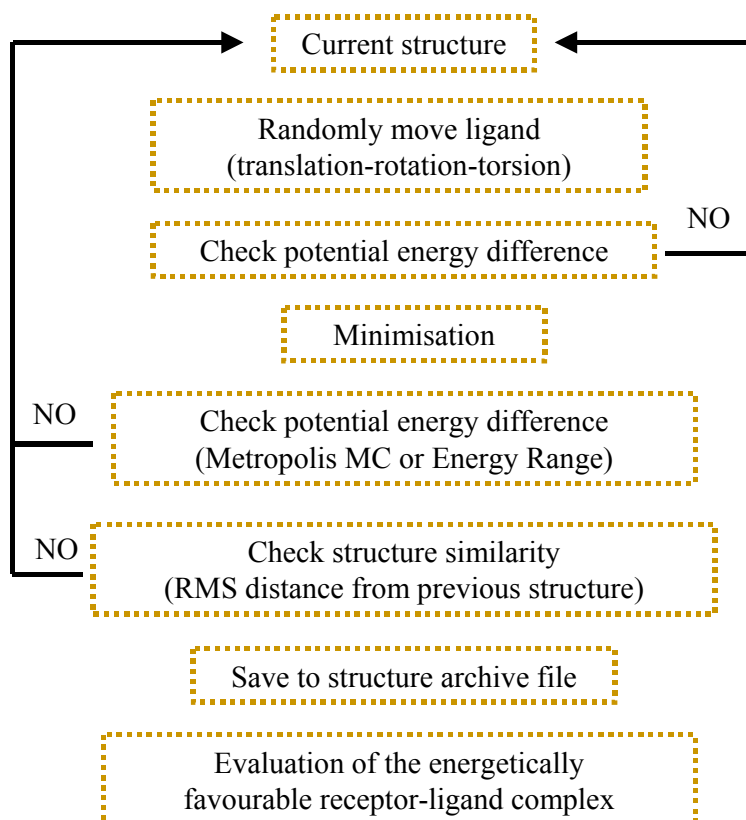 Current structure
Randomly move ligand
(translation-rotation-torsion)
NO
Check potential energy difference
Minimisation
NO
Check potential energy difference
(Metropolis MC or Energy Range)
NO
Check structure similarity
(RMS distance from previous structure)
Save to structure archive file
Evaluation of the energetically
favourable receptor-ligand complex